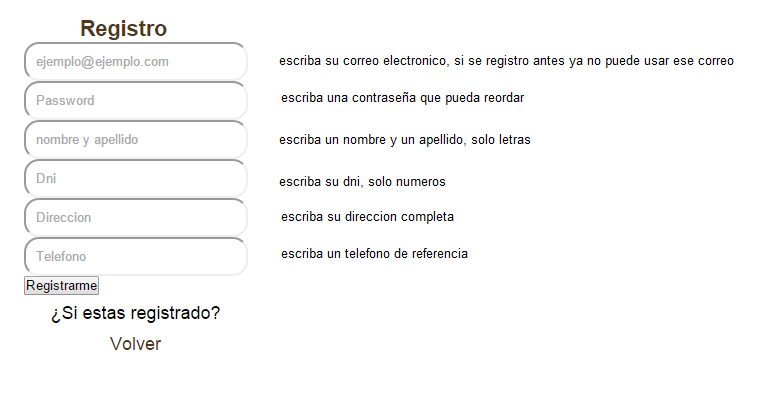 Registro
ejemplo@ejemplo.com escriba su correo electronico, si se registro antes ya no puede usar ese correo
Password escriba una contraseña que pueda reordar
nombre y apellido escriba un nombre y un apellido, solo letras
Dni escriba su dni, solo numeros
Direccion escriba su direccion completa
Telefono escriba un telefono de referencia
Registrarme
¿Si estas registrado?
Volver